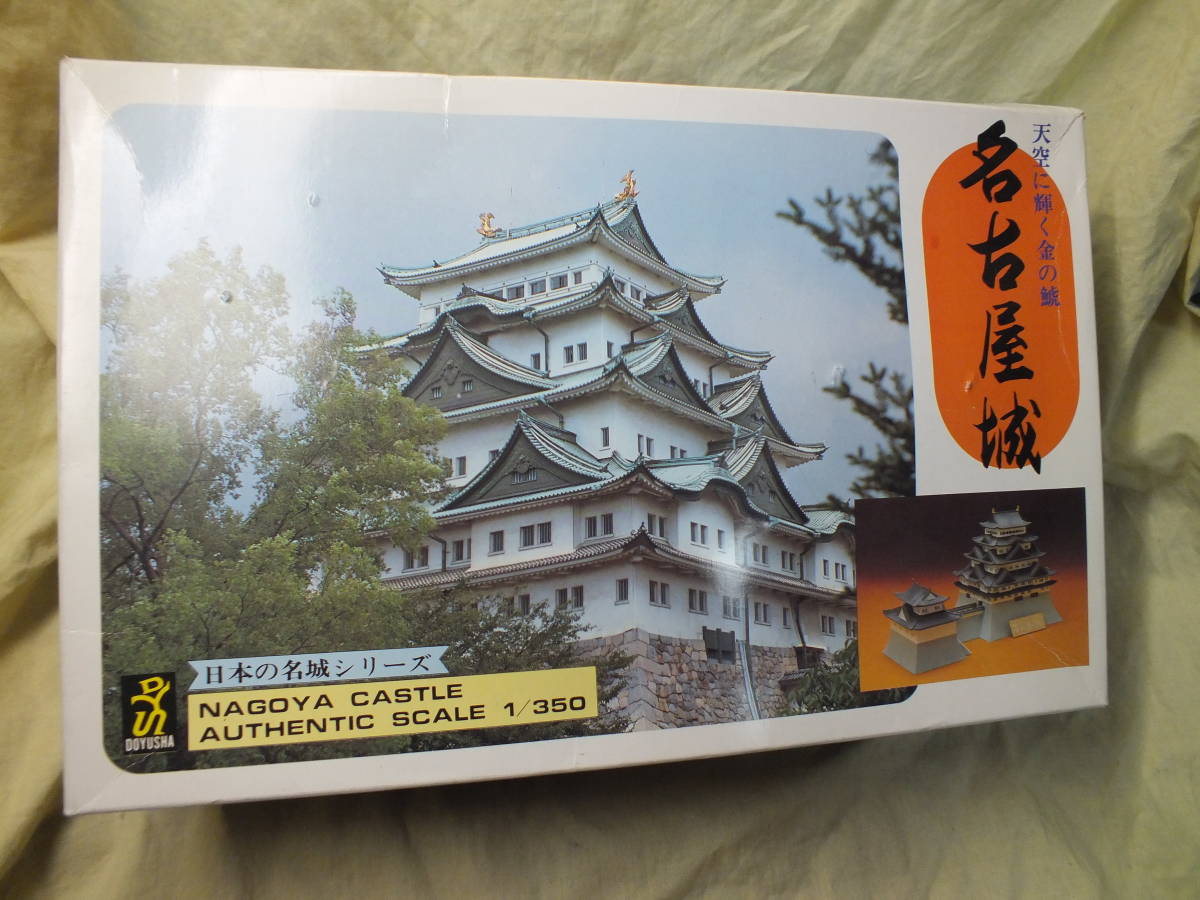 天空に輝く金の鯱
名古屋城
日本の名城シリーズ
NAGOYA CASTLE
AUTHENTIC SCALE 1/350
DOYUSHA